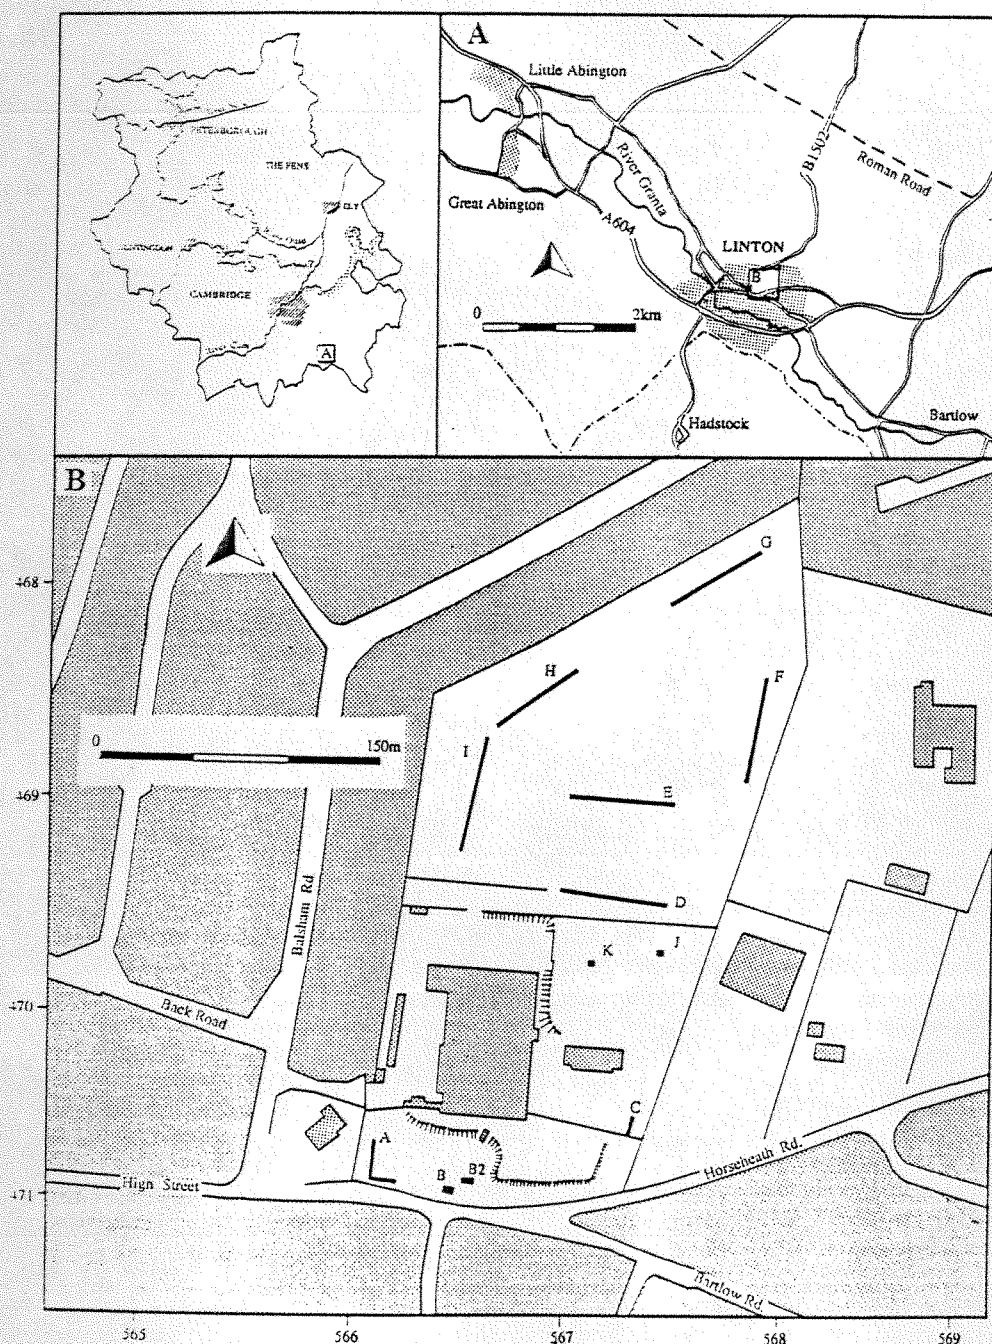 PETERBOROUGH
THE FENS
ELY
CAMBRIDGE
A
A
Little Abington
River Granta
B1502
Roman Road
Great Abington
A604
LINTON
B
0 2km
Hadstock
Bartlow
B
G
468
H
F
0 150m
I
469
E
Balsham Rd
D
K
J
470
Back Road
C
A
Horseheath Rd.
B
B2
High Street
471
Bartlow Rd.
565 566 567 568 569